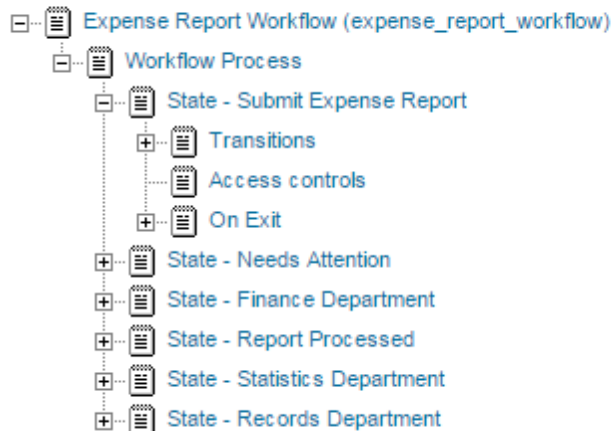 Expense Report Workflow (expense_report_workflow)
Workflow Process
State - Submit Expense Report
Transitions
Access controls
On Exit
State - Needs Attention
State - Finance Department
State - Report Processed
State - Statistics Department
State - Records Department